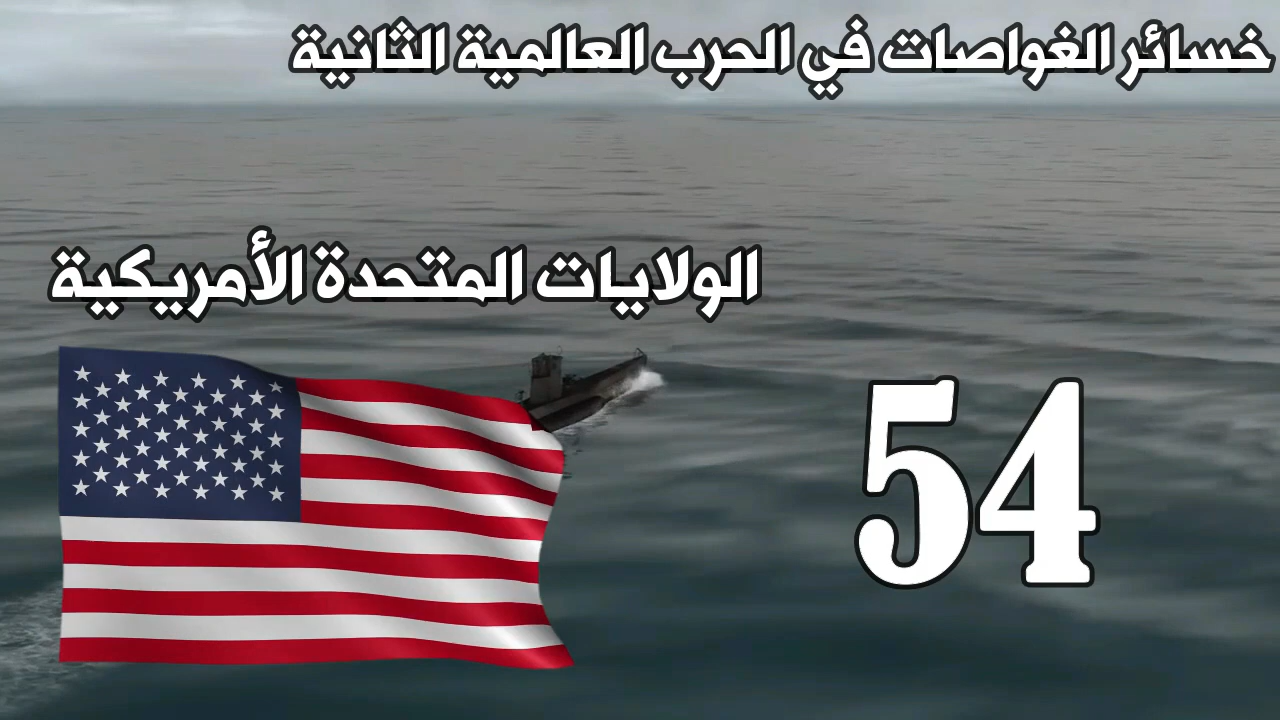 خسائر الغواصات في الحرب العالمية الثانية
الولايات المتحدة الأمريكية
54